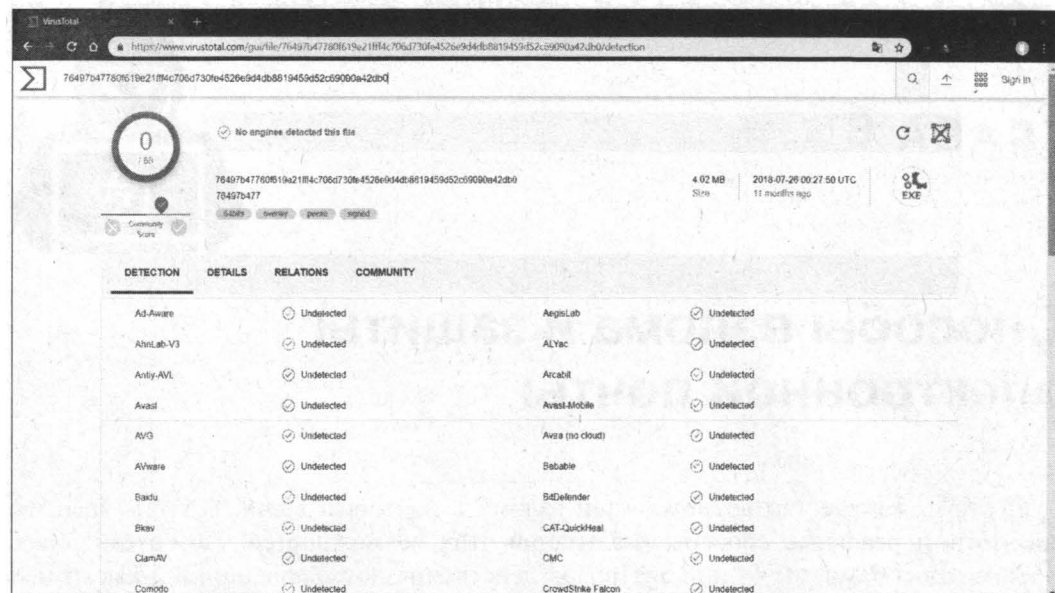 VirusTotal
https://www.virustotal.com/gui/file/76497b47780f619e21fff4c706d730fe4526e9d4db8819459d52c69090a42db0/detection
76497b47780f619e21fff4c706d730fe4526e9d4db8819459d52c69090a42db0
Sign in
0
No engines detected this file
76497b47780f619e21fff4c706d730fe4526e9d4db8819459d52c69090a42db0
76497b477
64bits overlay peexe signed
4.02 MB
Size
2018-07-26 00:27:50 UTC
11 months ago
EXE
Community
Score
DETECTION DETAILS RELATIONS COMMUNITY
Ad-Aware Undetected AegisLab Undetected
AhnLab-V3 Undetected ALYac Undetected
Antiy-AVL Undetected Arcabit Undetected
Avast Undetected Avast-Mobile Undetected
AVG Undetected Avira (no cloud) Undetected
AVware Undetected Babable Undetected
Baidu Undetected BitDefender Undetected
Bkav Undetected CAT-QuickHeal Undetected
ClamAV Undetected CMC Undetected
Comodo Undetected CrowdStrike Falcon Undetected